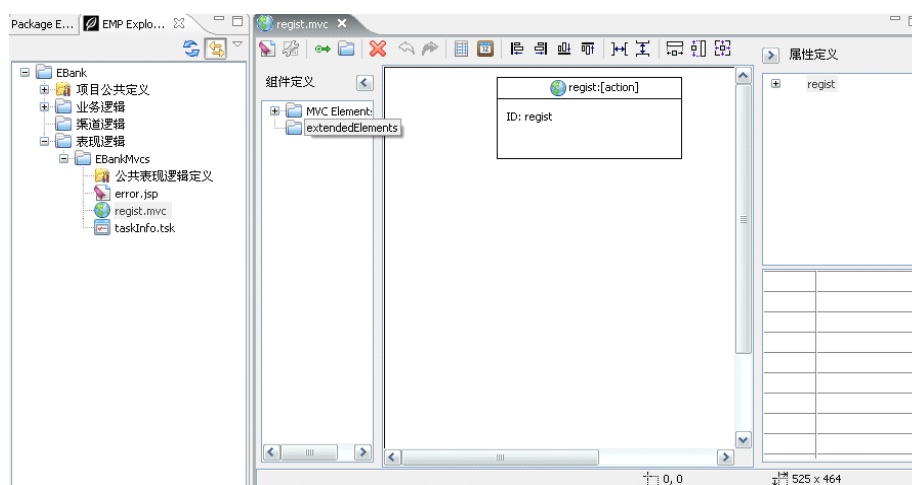 Package E...
EMP Explo...
regist.mvc
EBank
项目公共定义
业务逻辑
渠道逻辑
表现逻辑
EBankMvcs
公共表现逻辑定义
error.jsp
regist.mvc
taskInfo.tsk
组件定义
MVC Element:
extendedElements
regist:[action]
ID: regist
属性定义
regist
0, 0
525 x 464